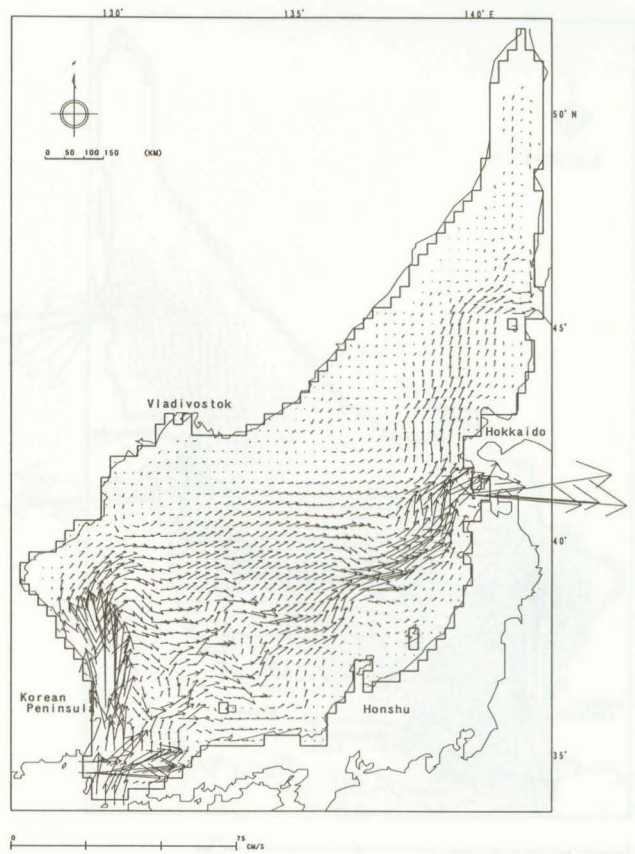 130° 135° 140°E
50°N
0 50 100 150 (KM)
45°
Vladivostok
Hokkaido
40°
Korean
Peninsula
Honshu
35°
0 75
CM/S